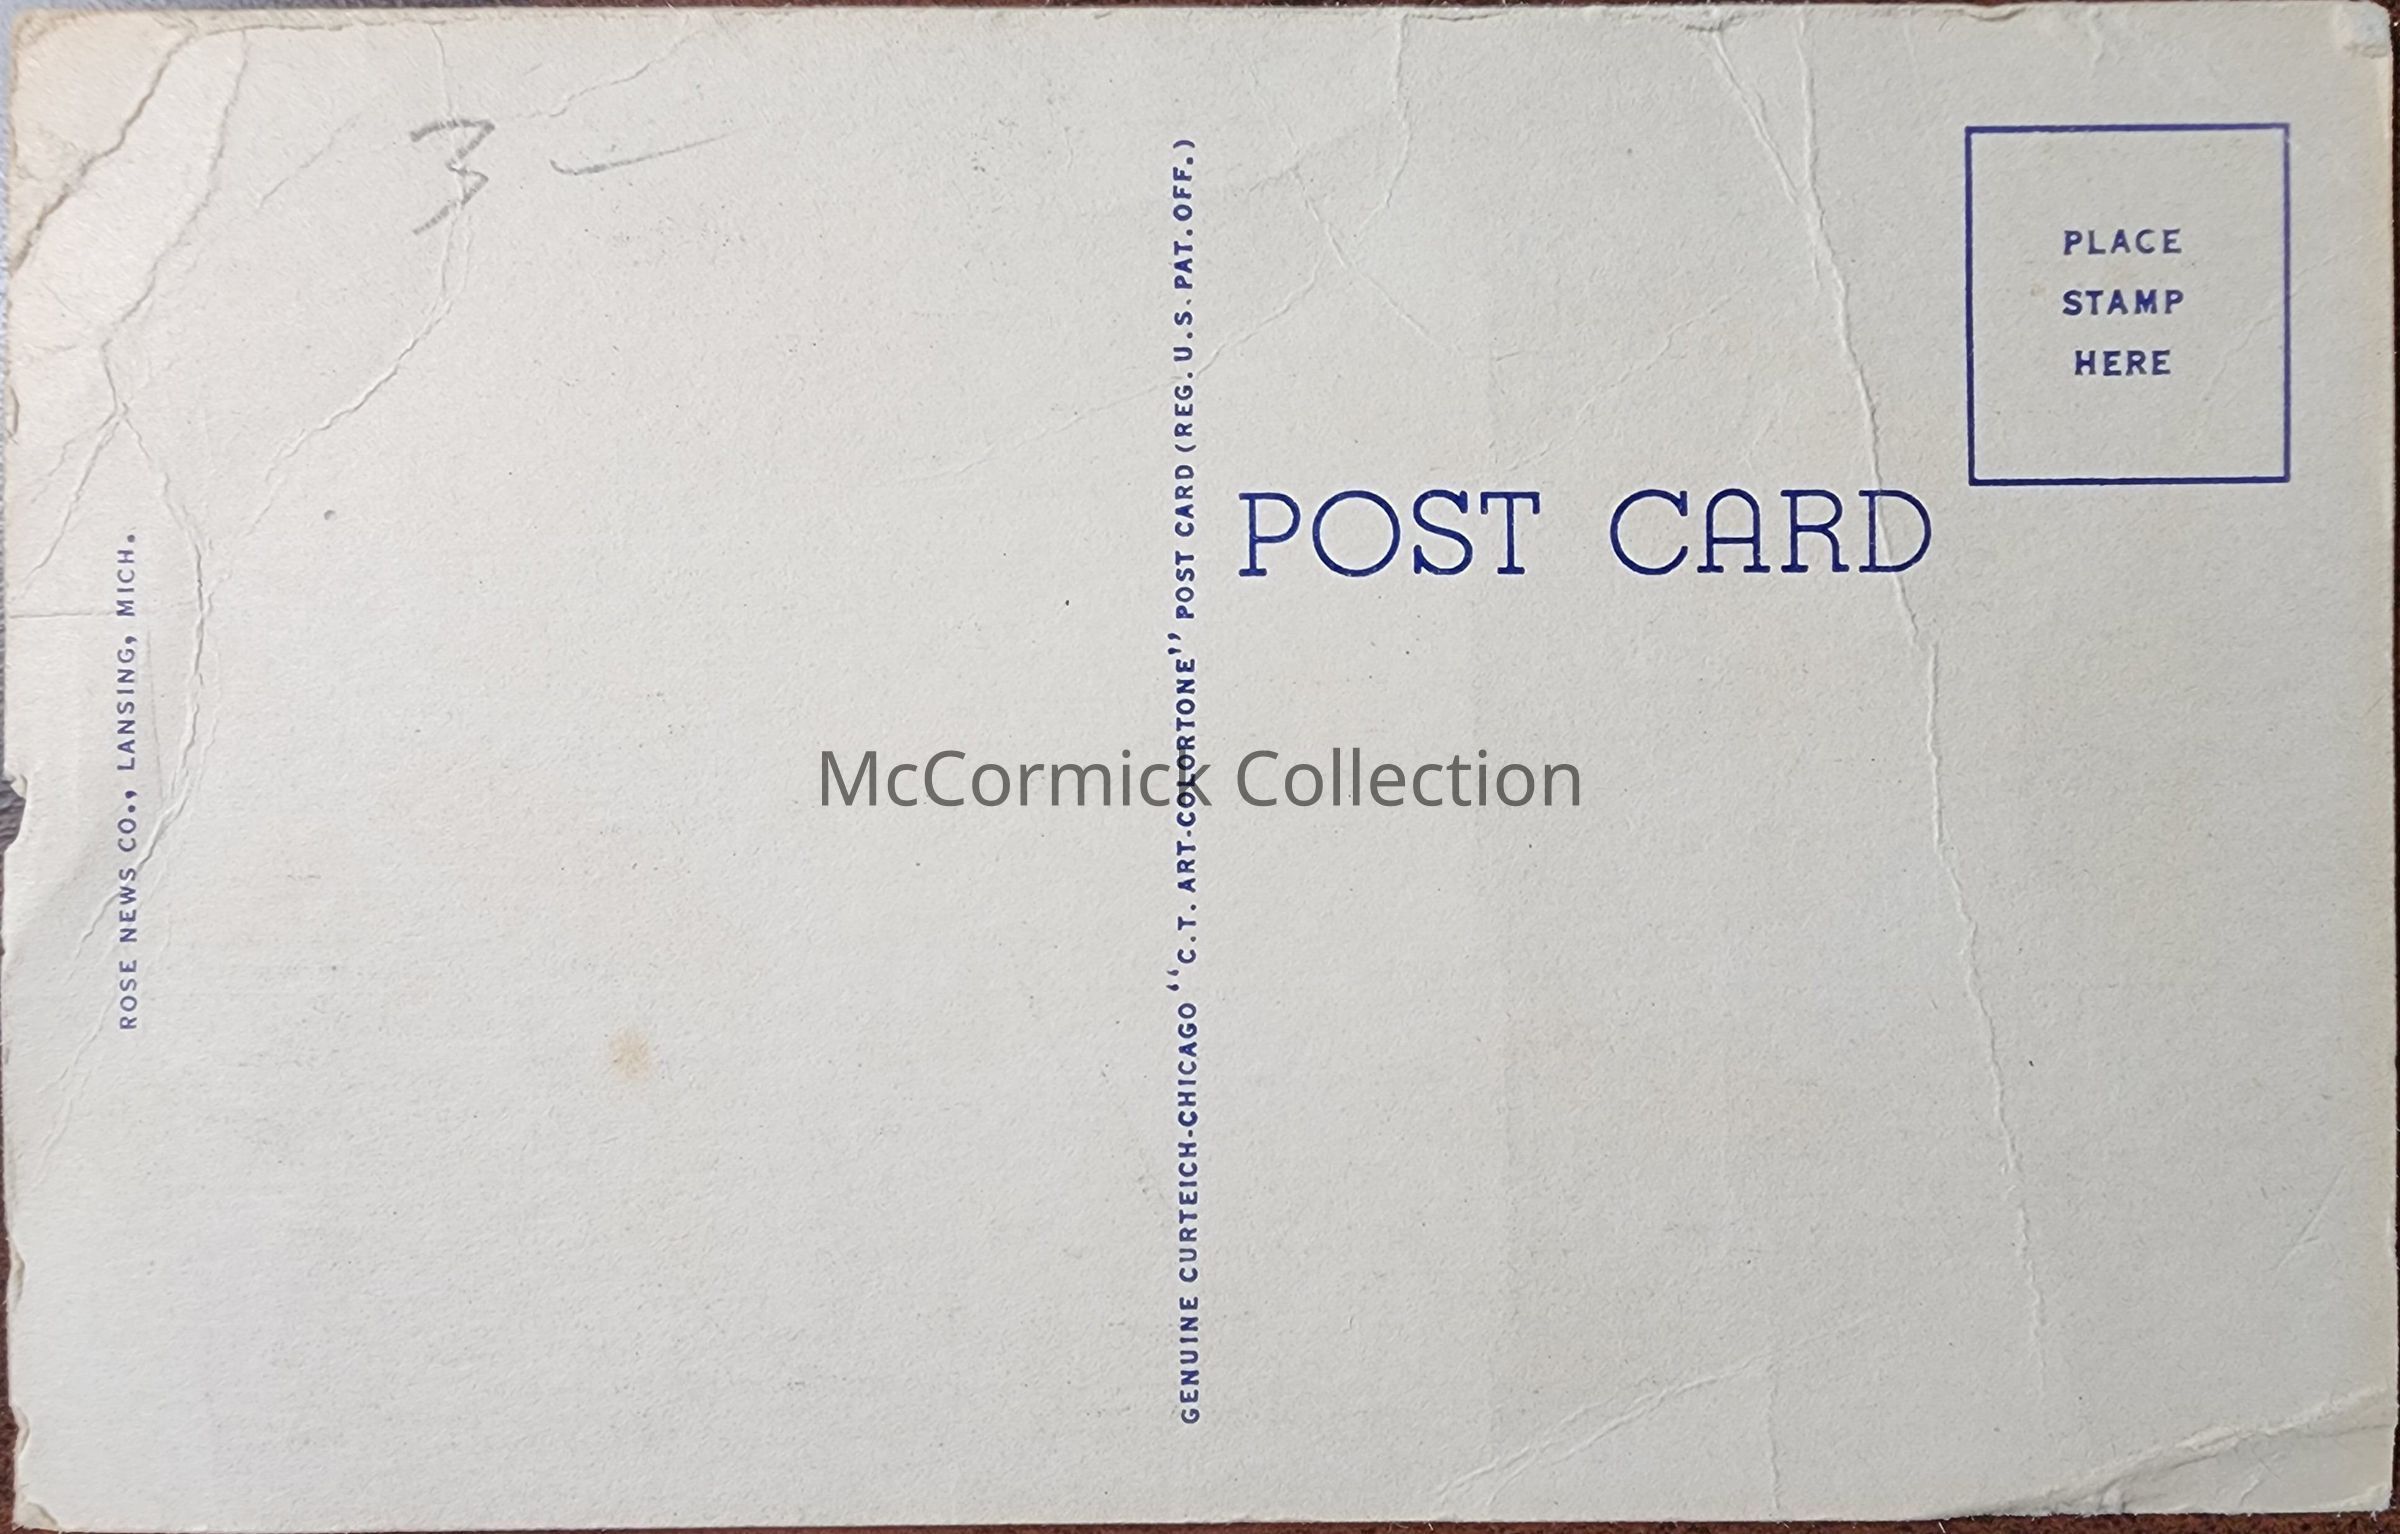 3 —
PLACE
STAMP
HERE
POST CARD
ROSE NEWS CO., LANSING, MICH.
GENUINE CURTEICH-CHICAGO "C.T. ART-COLORTONE" POST CARD (REG. U.S. PAT. OFF.)
McCormick Collection